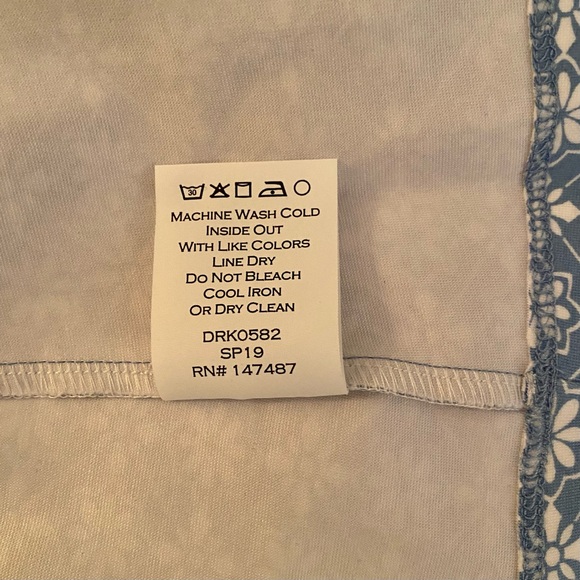 30
MACHINE WASH COLD
INSIDE OUT
WITH LIKE COLORS
LINE DRY
DO NOT BLEACH
COOL IRON
OR DRY CLEAN
DRK0582
SP19
RN# 147487